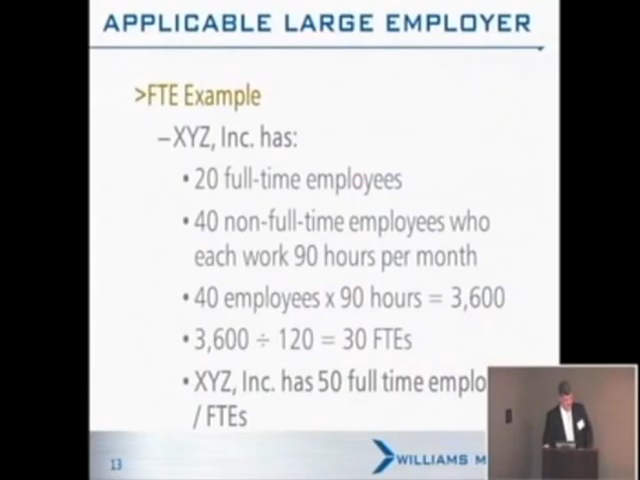 APPLICABLE LARGE EMPLOYER
>FTE Example
–XYZ, Inc. has:
• 20 full-time employees
• 40 non-full-time employees who
each work 90 hours per month
• 40 employees x 90 hours = 3,600
• 3,600 ÷ 120 = 30 FTEs
• XYZ, Inc. has 50 full time emplo
/ FTEs
13
WILLIAMS M